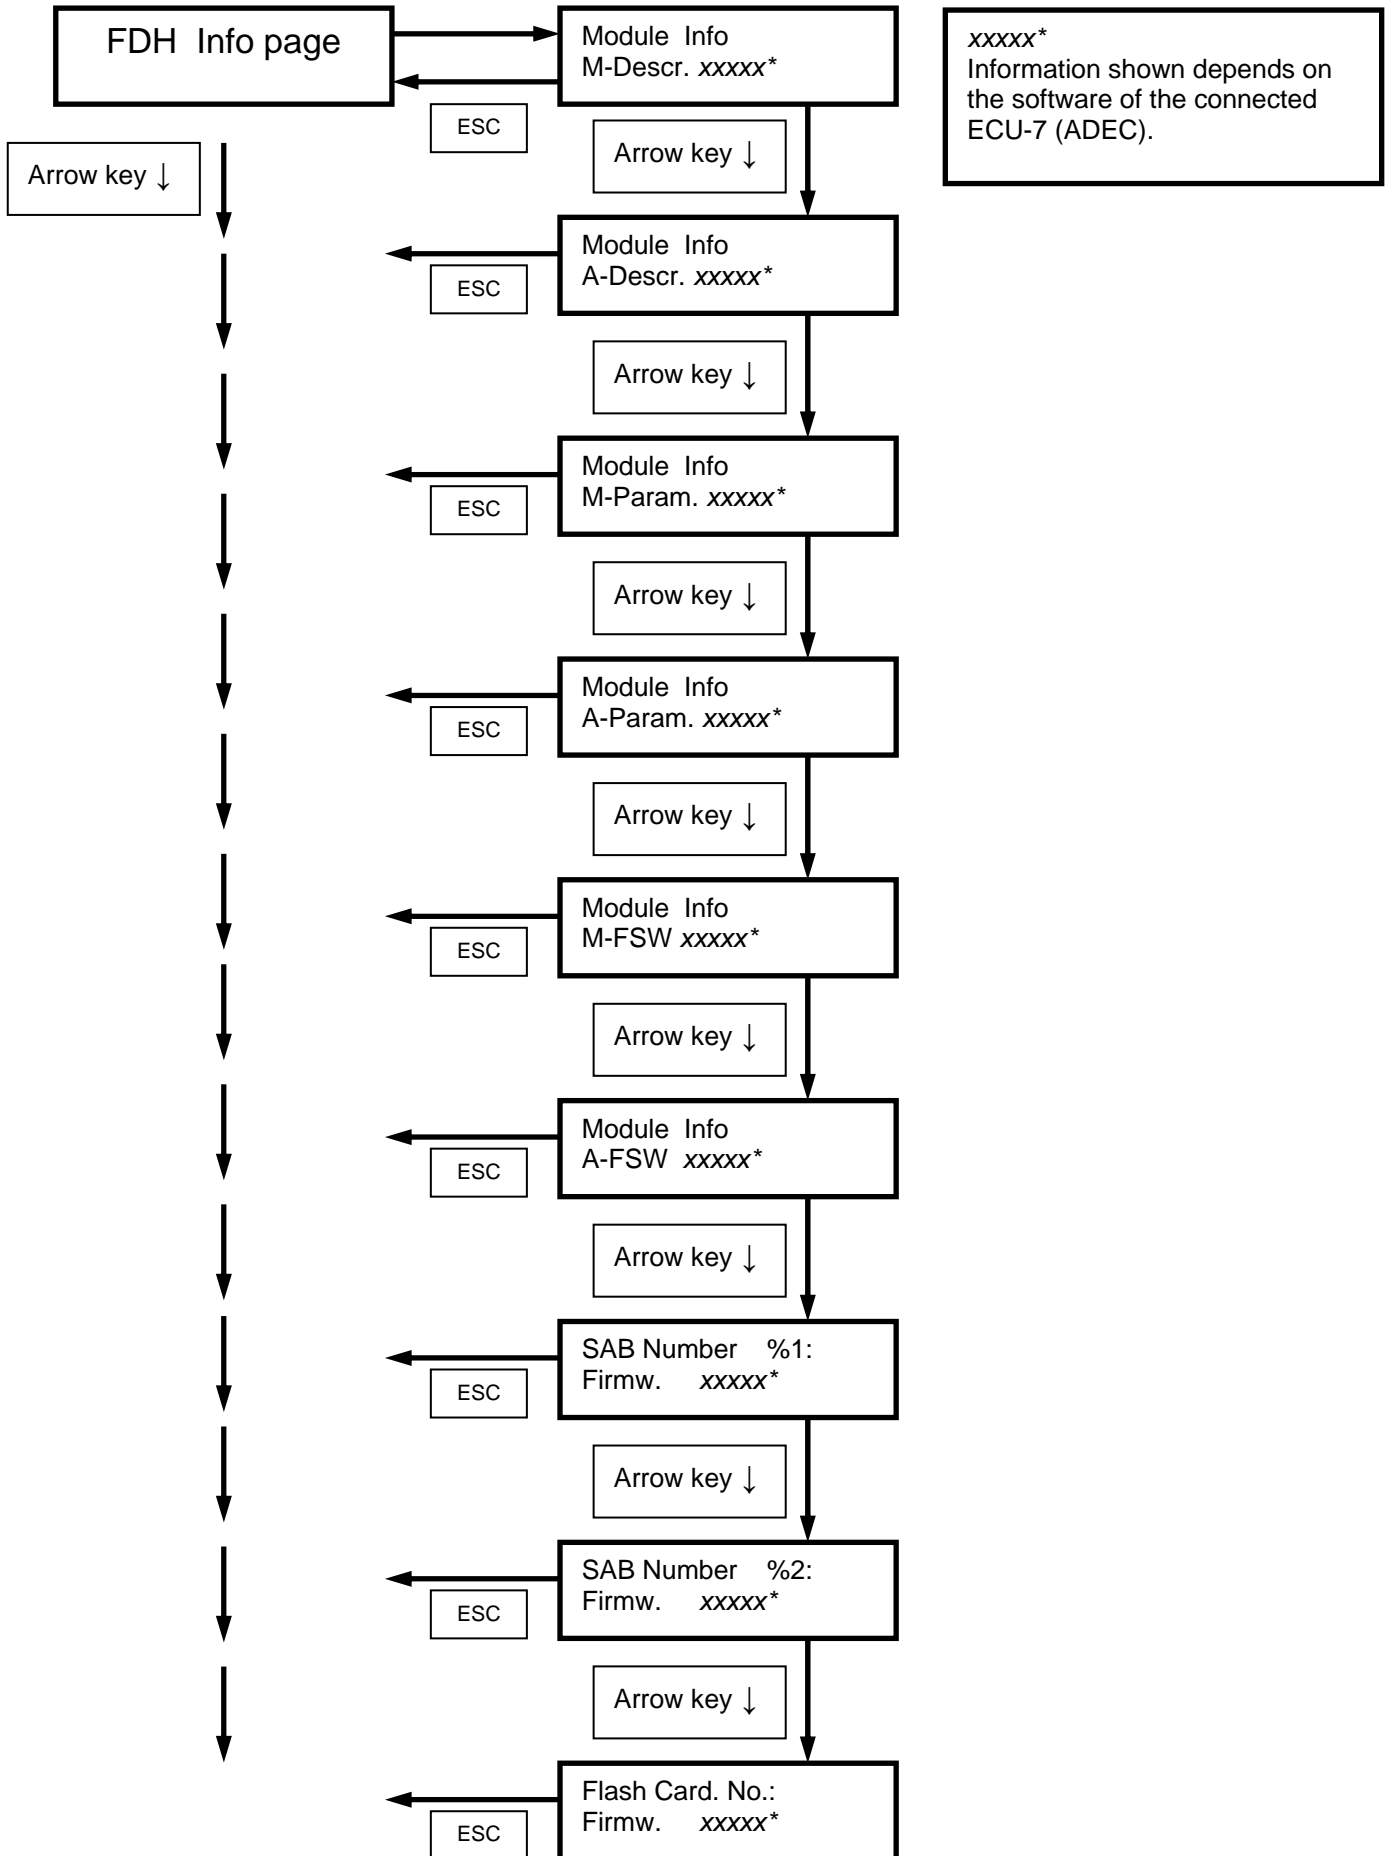 FDH Info page
Module Info
M-Descr. xxxxx*
xxxxx*
Information shown depends on
the software of the connected
ECU-7 (ADEC).
ESC
Arrow key ↓
Arrow key ↓
Module Info
A-Descr. xxxxx*
ESC
Arrow key ↓
Module Info
M-Param. xxxxx*
ESC
Arrow key ↓
Module Info
A-Param. xxxxx*
ESC
Arrow key ↓
Module Info
M-FSW xxxxx*
ESC
Arrow key ↓
Module Info
A-FSW xxxxx*
ESC
Arrow key ↓
SAB Number %1:
Firmw. xxxxx*
ESC
Arrow key ↓
SAB Number %2:
Firmw. xxxxx*
ESC
Arrow key ↓
Flash Card. No.:
Firmw. xxxxx*
ESC